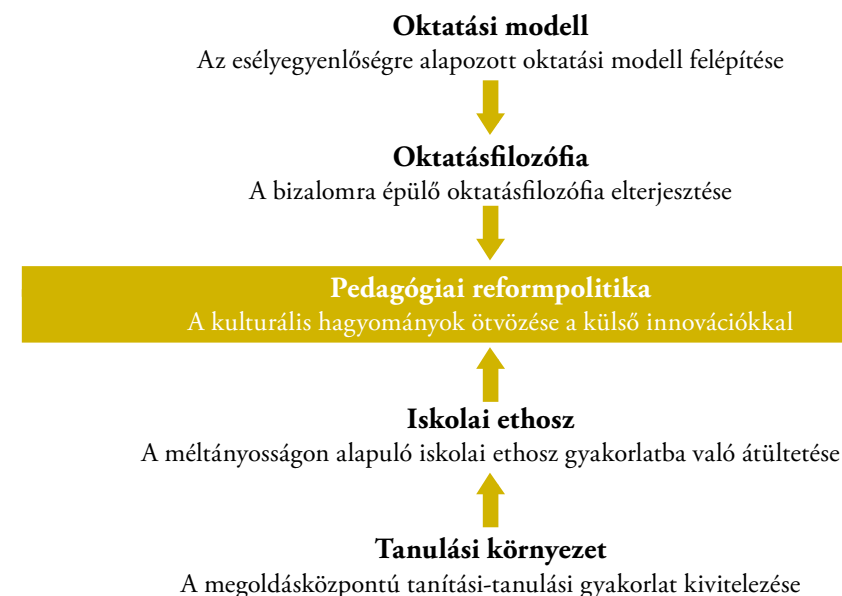 Oktatási modell
Az esélyegyenlőségre alapozott oktatási modell felépítése
Oktatásfilozófia
A bizalomra épülő oktatásfilozófia elterjesztése
Pedagógiai reformpolitika
A kulturális hagyományok ötvözése a külső innovációkkal
Iskolai ethosz
A méltányosságon alapuló iskolai ethosz gyakorlatba való átültetése
Tanulási környezet
A megoldásközpontú tanítási-tanulási gyakorlat kivitelezése